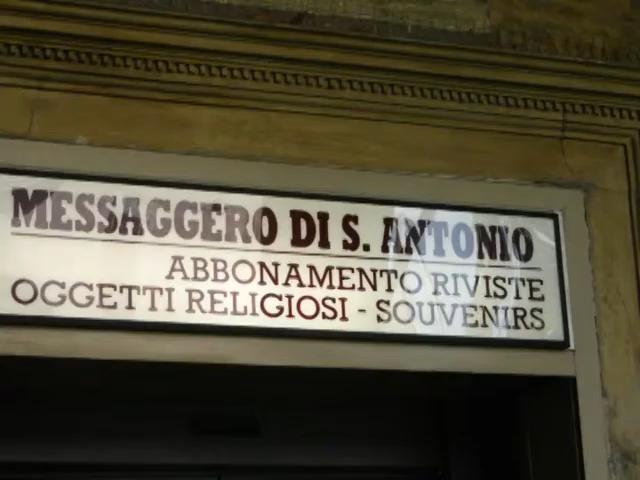 MESSAGGERO DI S. ANTONIO
ABBONAMENTO RIVISTE
OGGETTI RELIGIOSI - SOUVENIRS